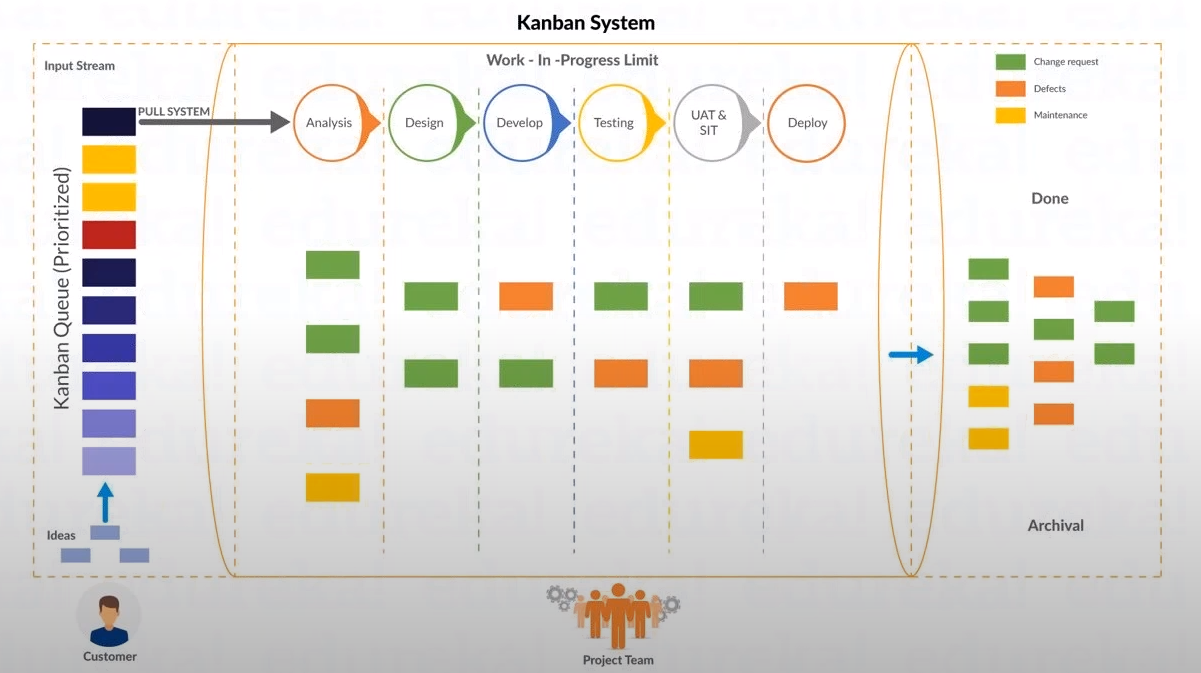 Kanban System
Input Stream
Work - In -Progress Limit
Change request
Defects
Maintenance
PULL SYSTEM
Analysis
Design
Develop
Testing
UAT &
SIT
Deploy
Kanban Queue (Prioritized)
Done
Archival
Ideas
Customer
Project Team